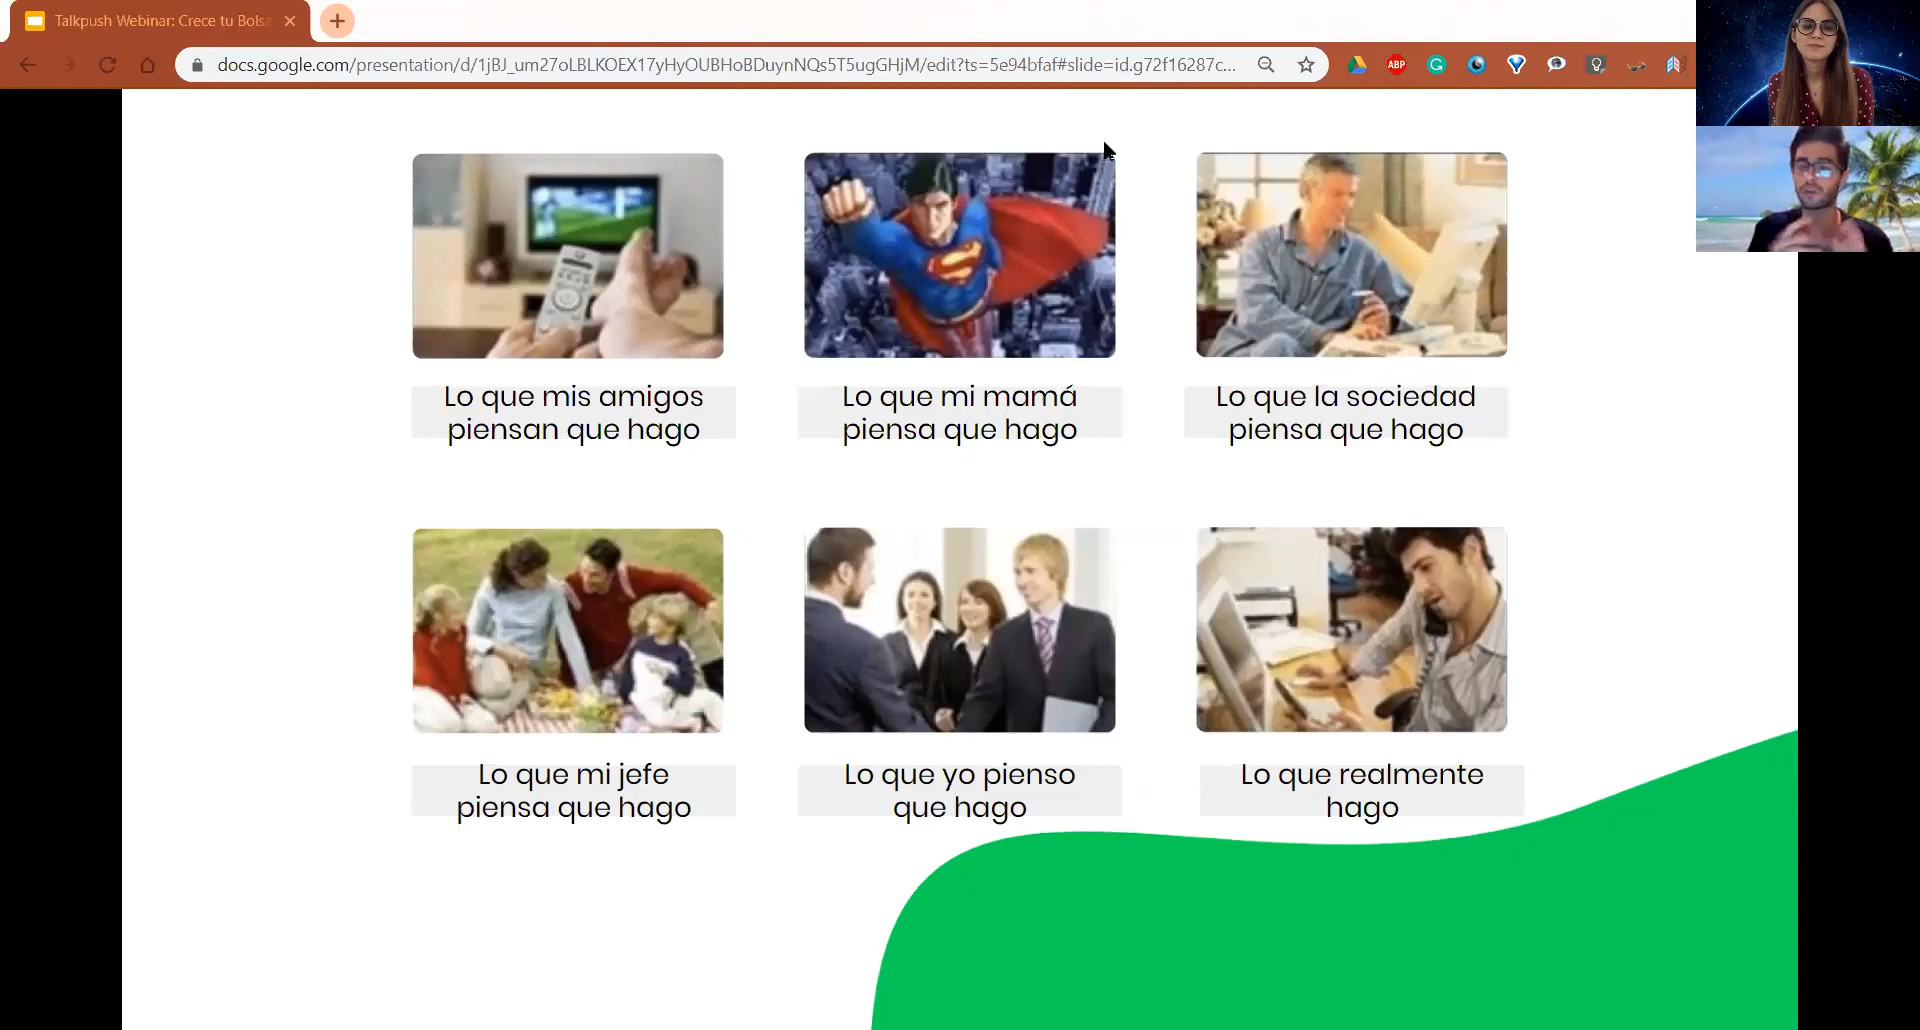 Talkpush Webinar: Crece tu Bolsa
docs.google.com/presentation/d/1jBJ_um27oLBLKOEX17yHyOUBHoBDuynNQs5T5ugGHjM/edit?ts=5e94bfaf#slide=id.g72f16287c...
ABP
Lo que mis amigos
piensan que hago
Lo que mi mamá
piensa que hago
Lo que la sociedad
piensa que hago
Lo que mi jefe
piensa que hago
Lo que yo pienso
que hago
Lo que realmente
hago